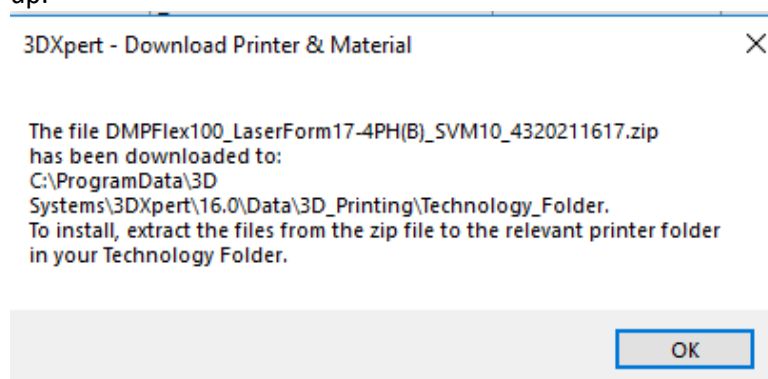 up.
3DXpert - Download Printer & Material
The file DMPFlex100_LaserForm17-4PH(B)_SVM10_4320211617.zip
has been downloaded to:
C:\ProgramData\3D
Systems\3DXpert\16.0\Data\3D_Printing\Technology_Folder.
To install, extract the files from the zip file to the relevant printer folder
in your Technology Folder.
OK